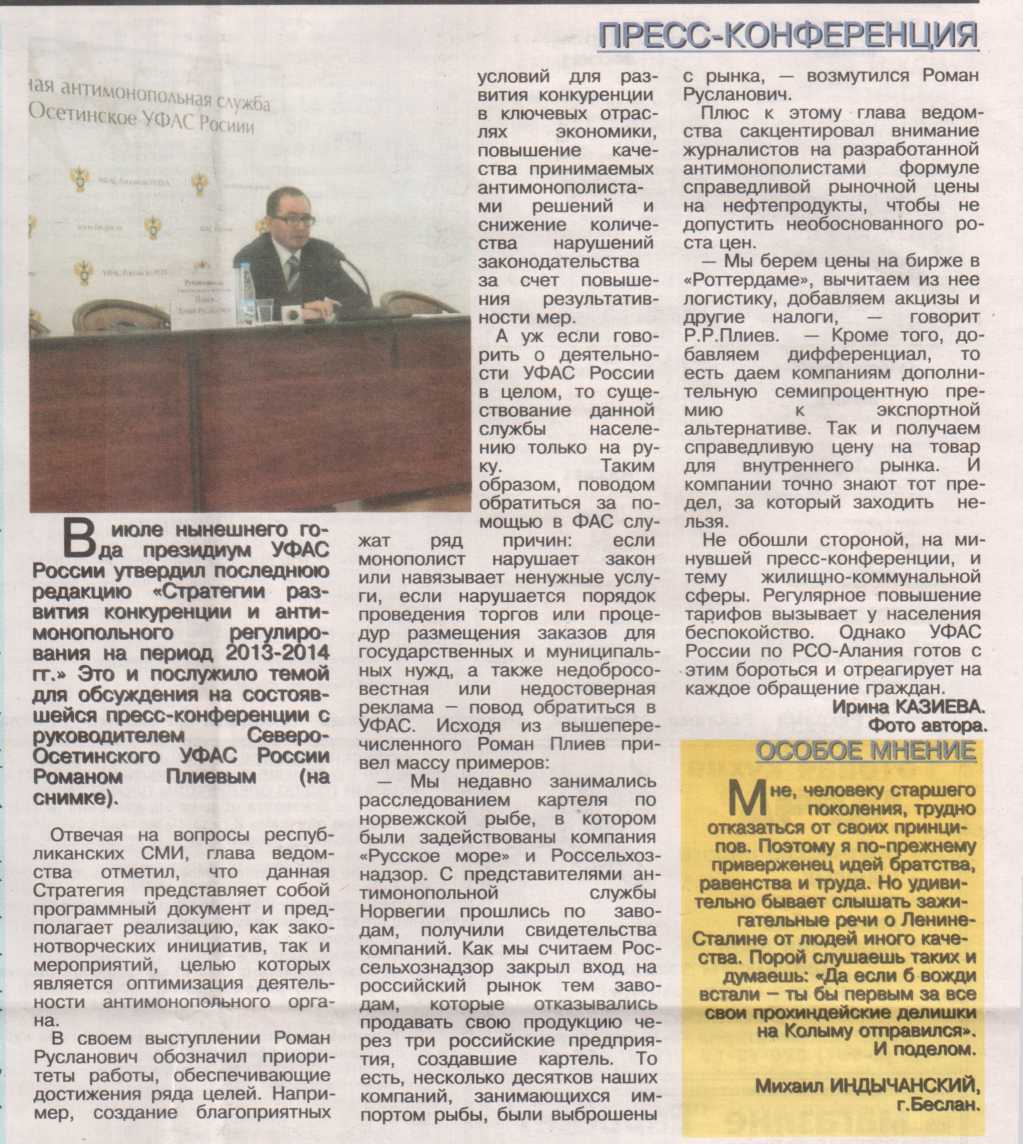 ПРЕСС-КОНФЕРЕНЦИЯ
ная антимонопольная служба
Осетинское УФАС Росиии
В июле нынешнего го-
да президиум УФАС
России утвердил последнюю
редакцию «Стратегии раз-
вития конкуренции и анти-
монопольного регулиро-
вания на период 2013-2014
гг.» Это и послужило темой
для обсуждения на состояв-
шейся пресс-конференции с
руководителем Северо-
Осетинского УФАС России
Романом Плиевым (на
снимке).
Отвечая на вопросы респуб-
ликанских СМИ, глава ведом-
ства отметил, что данная
Стратегия представляет собой
программный документ и пред-
полагает реализацию, как зако-
нотворческих инициатив, так и
мероприятий, целью которых
является оптимизация деятель-
ности антимонопольного орга-
на.
В своем выступлении Роман
Русланович обозначил приори-
теты работы, обеспечивающие
достижения ряда целей. Напри-
мер, создание благоприятных
условий для раз-
вития конкуренции
в ключевых отрас-
лях экономики,
повышение каче-
ства принимаемых
антимонополиста-
ми решений и
снижение количе-
ства нарушений
законодательства
за счет повыше-
ния результатив-
ности мер.
А уж если гово-
рить о деятельно-
сти УФАС России
в целом, то суще-
ствование данной
службы населе-
нию только на ру-
ку. Таким
образом, поводом
обратиться за по-
мощью в ФАС слу-
жат ряд причин: если
монополист нарушает закон
или навязывает ненужные услу-
ги, если нарушается порядок
проведения торгов или проце-
дур размещения заказов для
государственных и муниципаль-
ных нужд, а также недобросо-
вестная или недостоверная
реклама – повод обратиться в
УФАС. Исходя из вышепере-
численного Роман Плиев при-
вел массу примеров:
— Мы недавно занимались
расследованием картеля по
норвежской рыбе, в котором
были задействованы компания
«Русское море» и Россельхоз-
надзор. С представителями ан-
тимонопольной службы
Норвегии прошлись по заво-
дам, получили свидетельства
компаний. Как мы считаем Рос-
сельхознадзор закрыл вход на
российский рынок тем заво-
дам, которые отказывались
продавать свою продукцию че-
рез три российские предприя-
тия, создавшие картель. То
есть, несколько десятков наших
компаний, занимающихся им-
портом рыбы, были выброшены
с рынка, — возмутился Роман
Русланович.
Плюс к этому глава ведом-
ства сакцентировал внимание
журналистов на разработанной
антимонополистами формуле
справедливой рыночной цены
на нефтепродукты, чтобы не
допустить необоснованного ро-
ста цен.
— Мы берем цены на бирже в
«Роттердаме», вычитаем из нее
логистику, добавляем акцизы и
другие налоги, — говорит
Р.Р.Плиев. — Кроме того, до-
бавляем дифференциал, то
есть даем компаниям дополни-
тельную семипроцентную пре-
мию к экспортной
альтернативе. Так и получаем
справедливую цену на товар
для внутреннего рынка. И
компании точно знают тот пре-
дел, за который заходить не-
льзя.
Не обошли стороной, на ми-
нувшей пресс-конференции, и
тему жилищно-коммунальной
сферы. Регулярное повышение
тарифов вызывает у населения
беспокойство. Однако УФАС
России по РСО-Алания готов с
этим бороться и отреагирует на
каждое обращение граждан.
Ирина КАЗИЕВА.
Фото автора.
ОСОБОЕ МНЕНИЕ
Мне, человеку старшего
поколения, трудно
отказаться от своих принци-
пов. Поэтому я по-прежнему
приверженец идей братства,
равенства и труда. Но удиви-
тельно бывает слышать зажи-
гательные речи о Ленине-
Сталине от людей иного каче-
ства. Порой слушаешь таких и
думаешь: «Да если б вожди
встали – ты бы первым за все
свои прохиндейские делишки
на Колыму отправился».
И поделом.
Михаил ИНДЫЧАНСКИЙ,
г.Беслан.